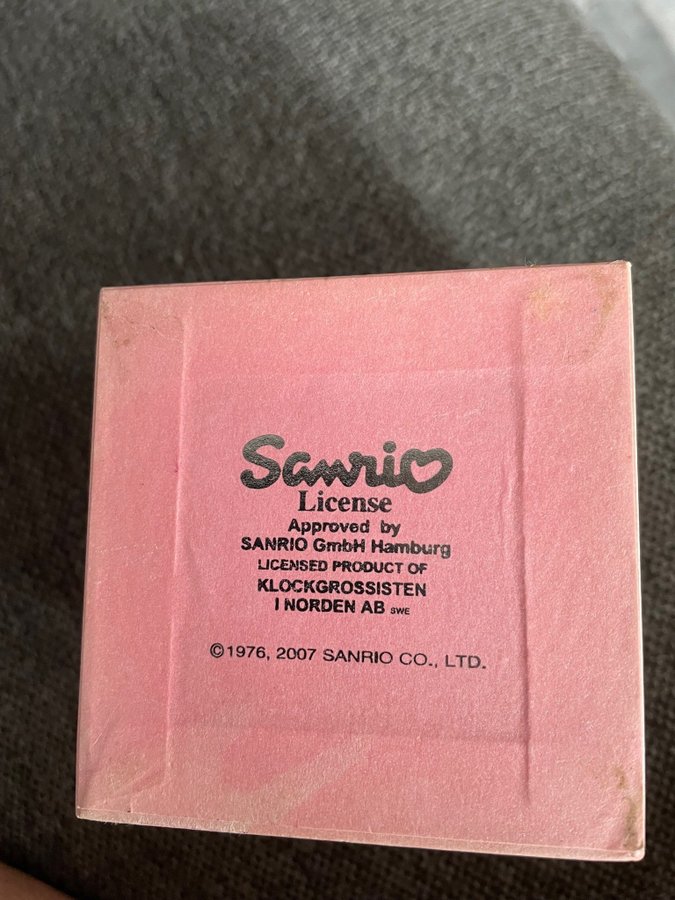 Sanrio
License
Approved by
SANRIO GmbH Hamburg
LICENSED PRODUCT OF
KLOCKGROSSISTEN
I NORDEN AB SWE
©1976, 2007 SANRIO CO., LTD.